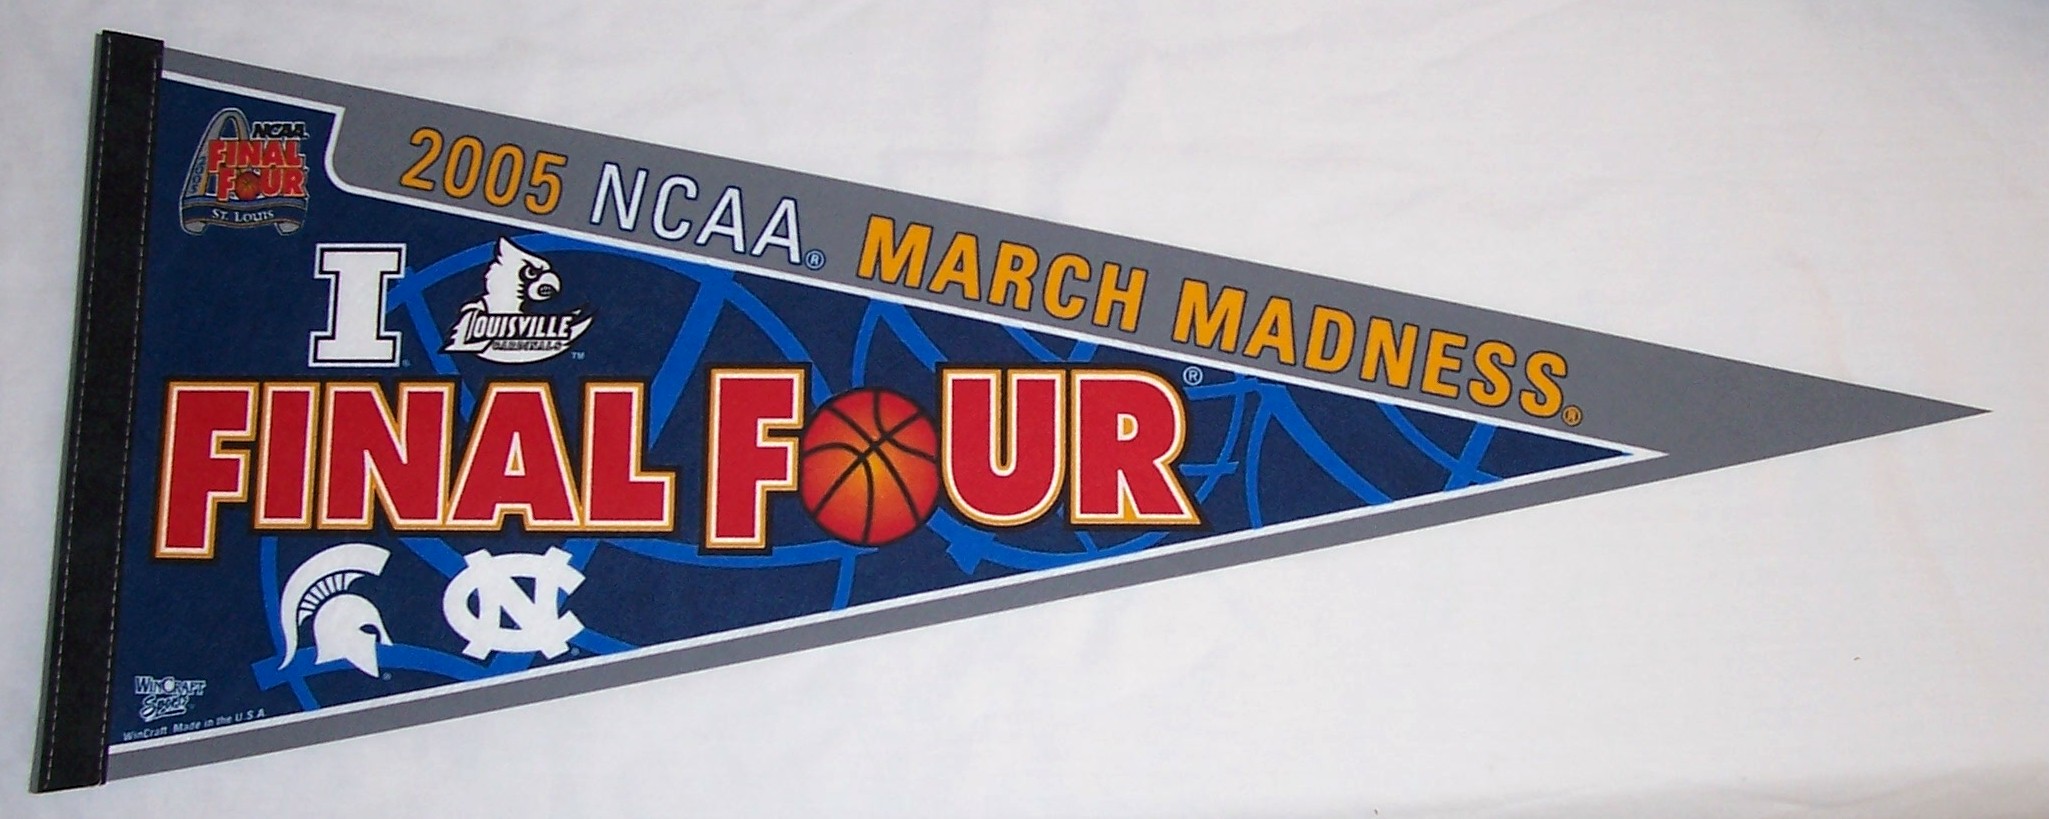 NCAA
FINAL
FOUR
2005
ST. LOUIS
2005 NCAA® MARCH MADNESS®
I
LOUISVILLE
CARDINALS
TM
FINAL FOUR®
NC
WINCRAFT
SPORTS
WinCraft Made in the U.S.A